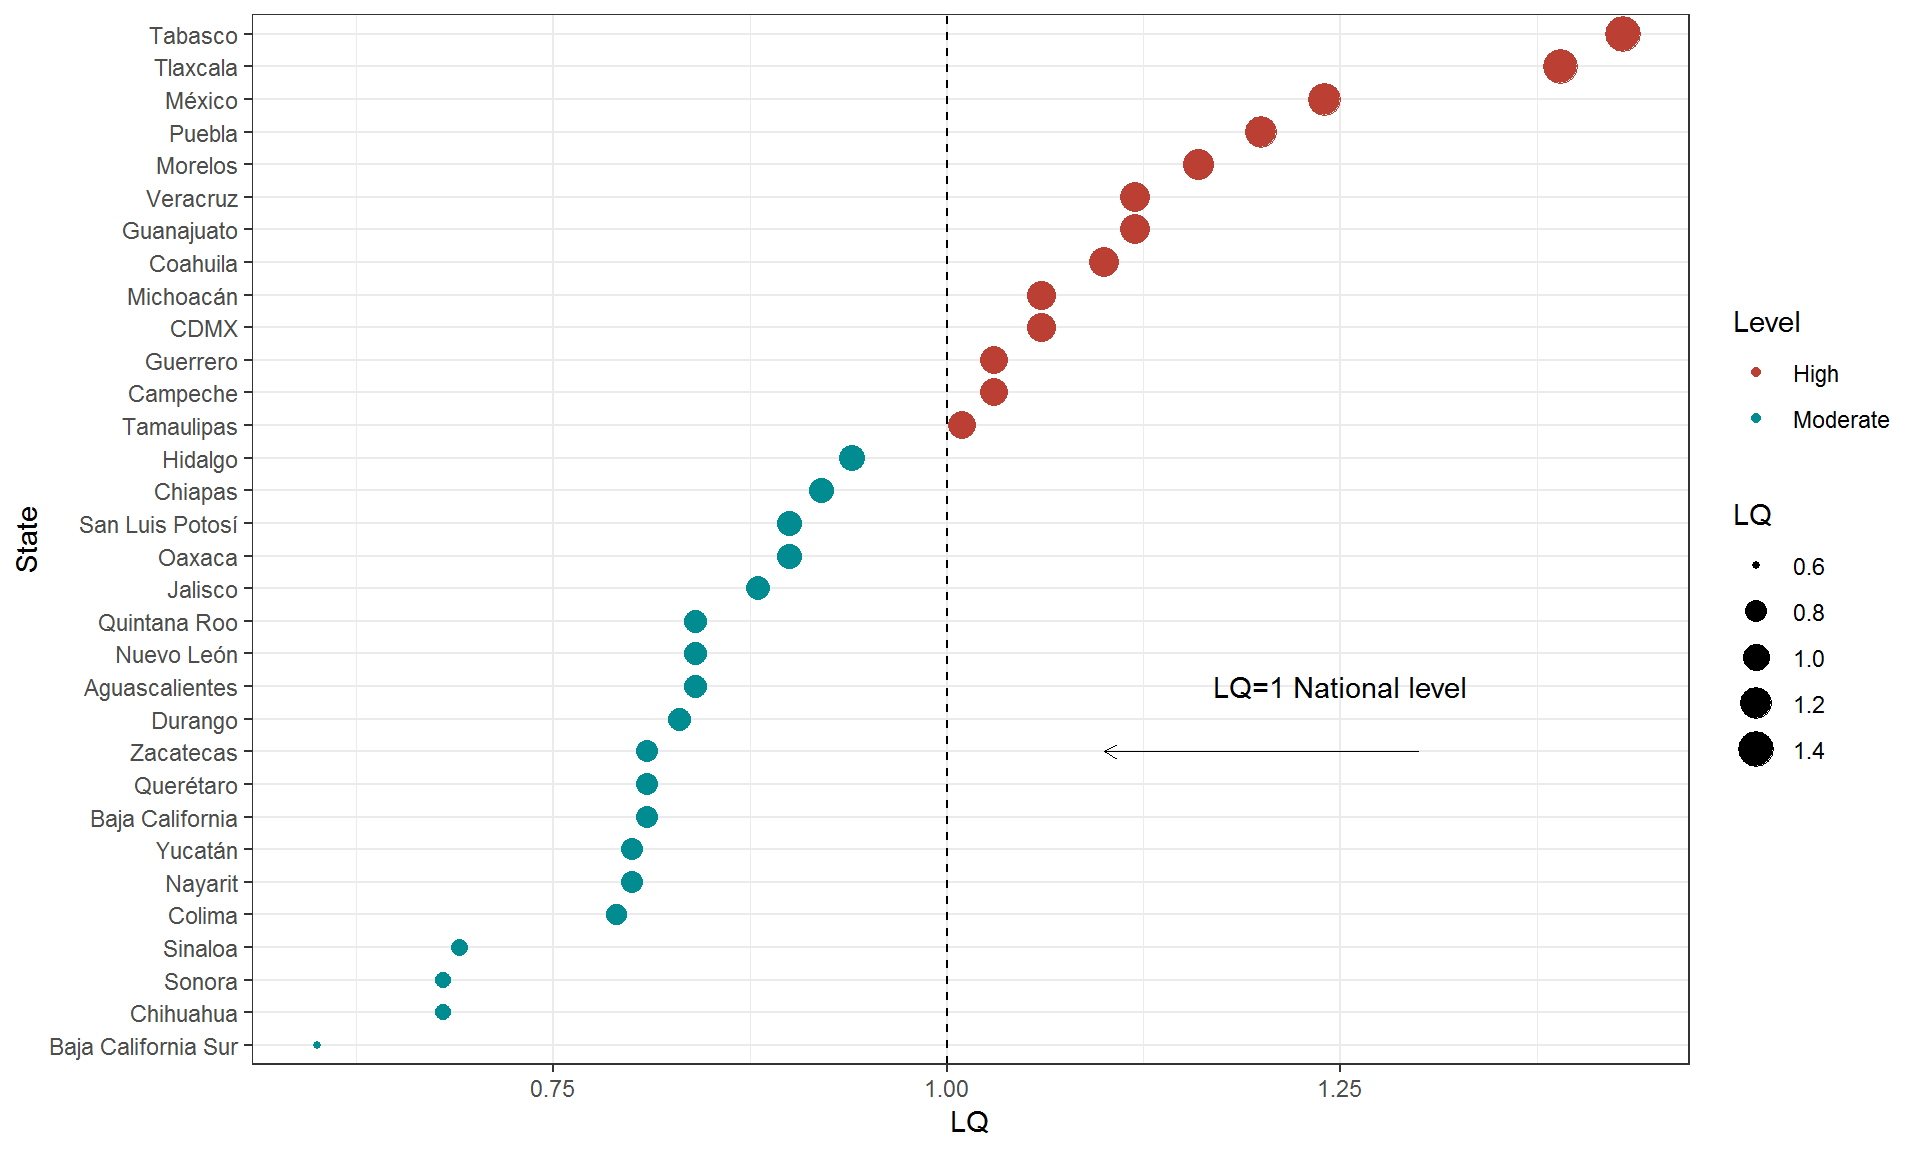 Tabasco
Tlaxcala
México
Puebla
Morelos
Veracruz
Guanajuato
Coahuila
Michoacán
CDMX
Guerrero
Campeche
Tamaulipas
Hidalgo
Chiapas
San Luis Potosí
Oaxaca
Jalisco
Quintana Roo
Nuevo León
Aguascalientes
Durango
Zacatecas
Querétaro
Baja California
Yucatán
Nayarit
Colima
Sinaloa
Sonora
Chihuahua
Baja California Sur
State
LQ=1 National level
0.75
1.00
1.25
LQ
Level
High
Moderate
LQ
0.6
0.8
1.0
1.2
1.4